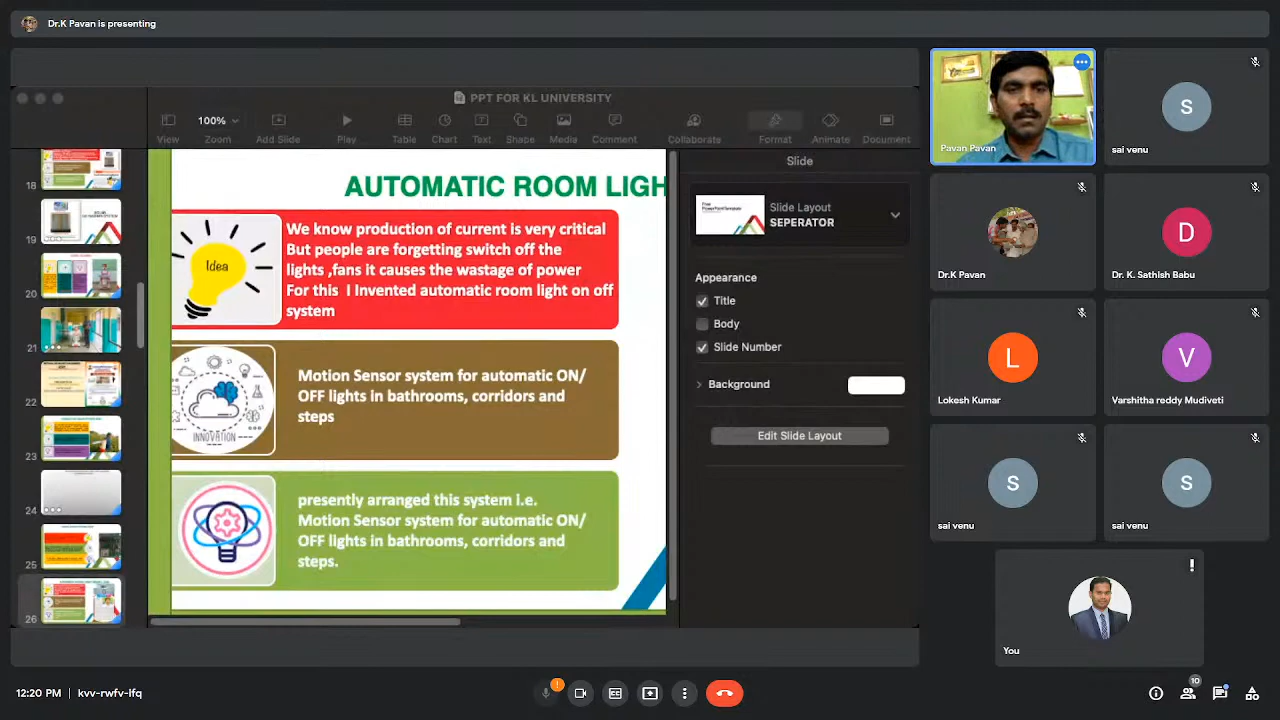 Dr.K Pavan is presenting
PPT FOR KL UNIVERSITY
100%
View
Zoom
Add Slide
Play
Table
Chart
Text
Shape
Media
Comment
Collaborate
Format
Animate
Document
18
19
20
21
22
23
24
25
26
AUTOMATIC ROOM LIGH
Idea
We know production of current is very critical
But people are forgetting switch off the
lights ,fans it causes the wastage of power
For this I Invented automatic room light on off
system
INNOVATION
Motion Sensor system for automatic ON/
OFF lights in bathrooms, corridors and
steps
presently arranged this system i.e.
Motion Sensor system for automatic ON/
OFF lights in bathrooms, corridors and
steps.
Slide
Slide Layout
SEPERATOR
Appearance
Title
Body
Slide Number
Background
Edit Slide Layout
Pavan Pavan
S
sai venu
Dr.K Pavan
D
Dr. K. Sathish Babu
L
Lokesh Kumar
V
Varshitha reddy Mudiveti
S
sai venu
S
sai venu
You
12:20 PM
kvv-rwfv-lfq
10